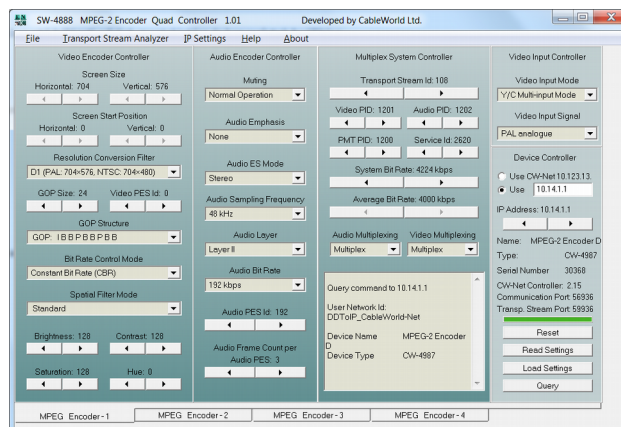 SW-4888 MPEG-2 Encoder Quad Controller 1.01 Developed by CableWorld Ltd.
File Transport Stream Analyzer IP Settings Help About
Video Encoder Controller
Screen Size
Horizontal: 704 Vertical: 576
Screen Start Position
Horizontal: 0 Vertical: 0
Resolution Conversion Filter
D1 (PAL: 704×576, NTSC: 704×480)
GOP Size: 24 Video PES Id: 0
GOP Structure
GOP: I B B P B B P B B
Bit Rate Control Mode
Constant Bit Rate (CBR)
Spatial Filter Mode
Standard
Brightness: 128 Contrast: 128
Saturation: 128 Hue: 0
Audio Encoder Controller
Muting
Normal Operation
Audio Emphasis
None
Audio ES Mode
Stereo
Audio Sampling Frequency
48 kHz
Audio Layer
Layer II
Audio Bit Rate
192 kbps
Audio PES Id: 192
Audio Frame Count per
Audio PES: 3
Multiplex System Controller
Transport Stream Id: 108
Video PID: 1201 Audio PID: 1202
PMT PID: 1200 Service Id: 2620
System Bit Rate: 4224 kbps
Average Bit Rate: 4000 kbps
Audio Multiplexing Video Multiplexing
Multiplex Multiplex
Query command to 10.14.1.1
User Network Id:
DDToIP_CableWorld-Net
Device Name MPEG-2 Encoder
D
Device Type CW-4987
Video Input Controller
Video Input Mode
Y/C Multi-input Mode
Video Input Signal
PAL analogue
Device Controller
Use CW-Net 10.123.13.
Use 10.14.1.1
IP Address: 10.14.1.1
Name: MPEG-2 Encoder D
Type: CW-4987
Serial Number 30368
CW-Net Controller: 2.15
Communication Port: 56936
Transp. Stream Port: 59936
Reset
Read Settings
Load Settings
Query
MPEG Encoder-1 MPEG Encoder-2 MPEG Encoder-3 MPEG Encoder-4